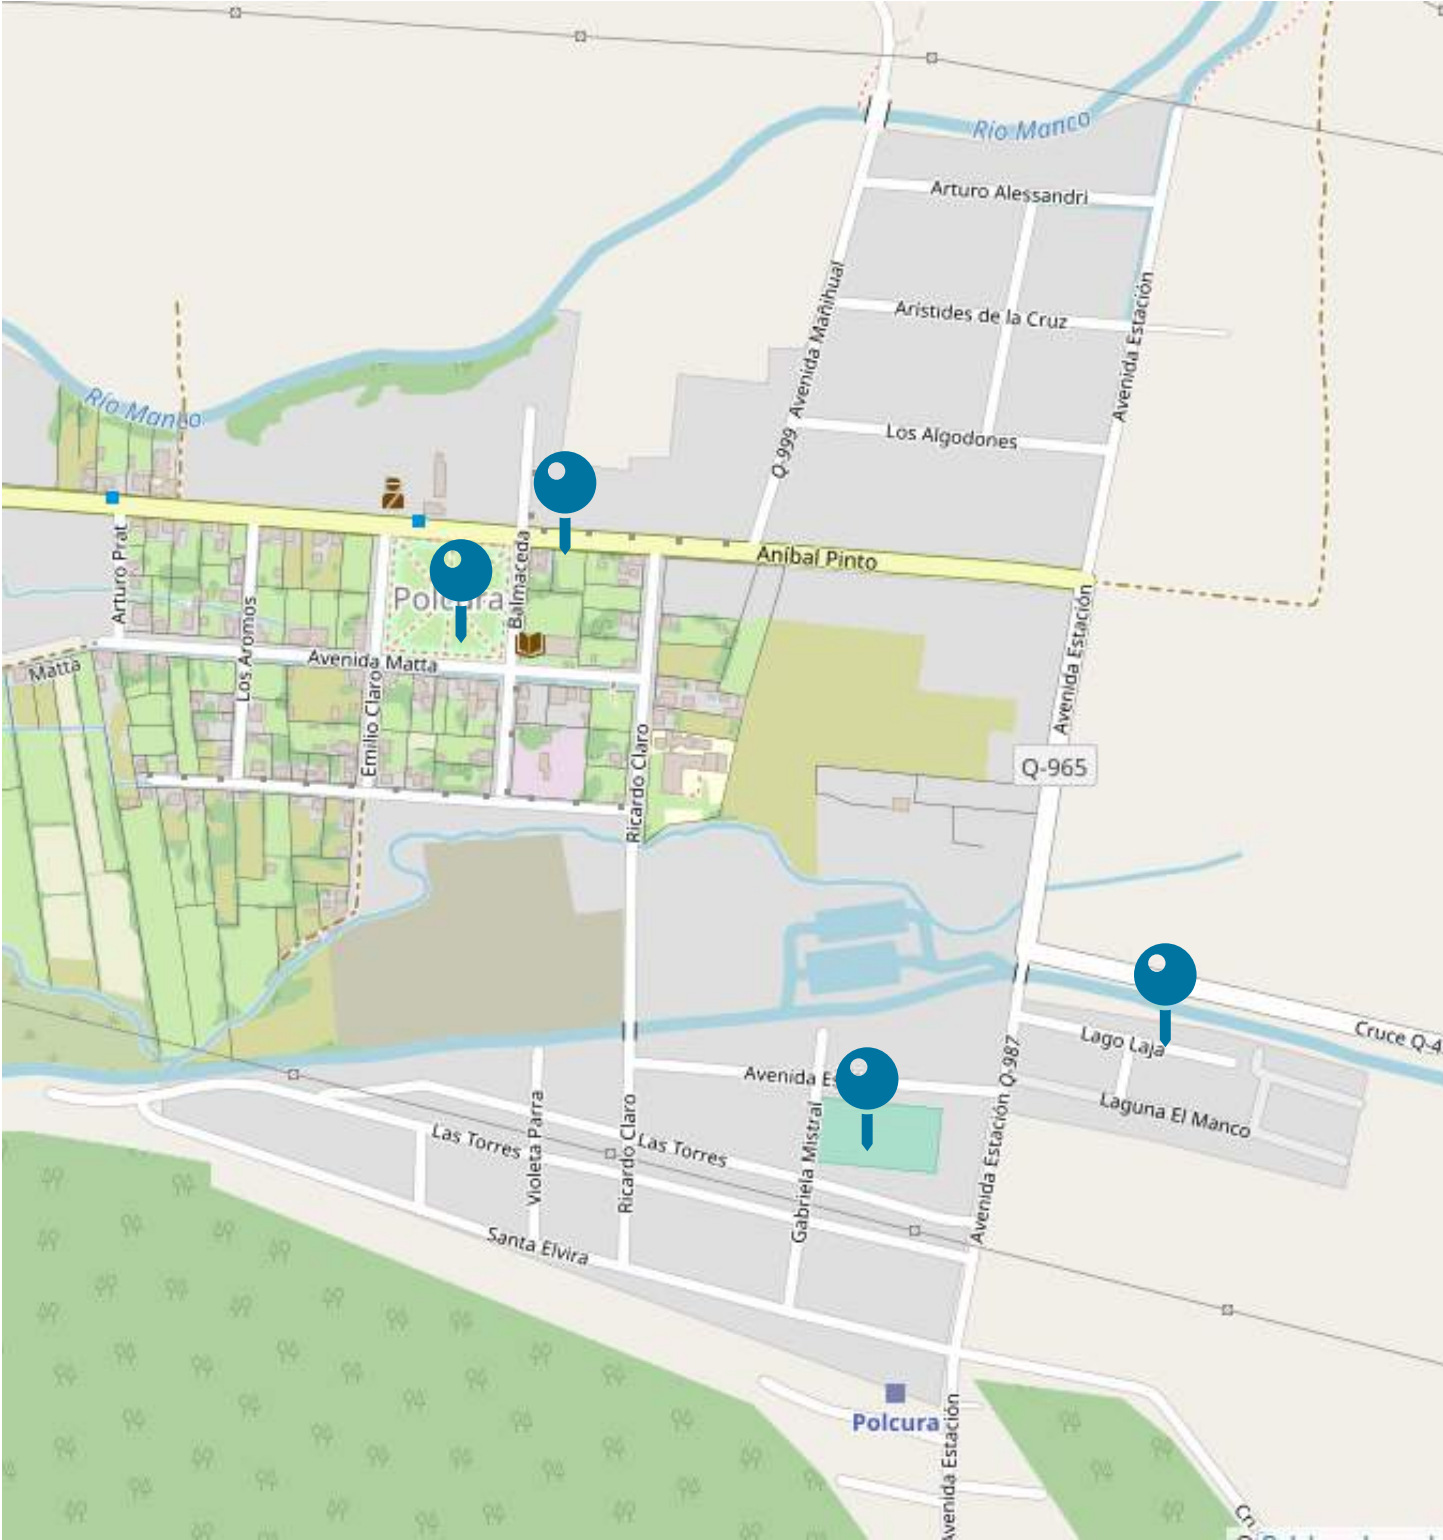 Río Manco
Arturo Alessandri
Avenida Mañihual
Aristides de la Cruz
Avenida Estación
Río Manco
Q-999
Los Algodones
Aníbal Pinto
Arturo Prat
Balmaceda
Polcura
Los Aromos
Matta
Avenida Matta
Emilio Claro
Avenida Estación
Ricardo Claro
Q-965
Cruce Q-4
Lago Laja
Avenida Es
Avenida Estación Q-987
Laguna El Manco
Las Torres
Violeta Parra
Ricardo Claro
Las Torres
Gabriela Mistral
Santa Elvira
Polcura
Avenida Estación